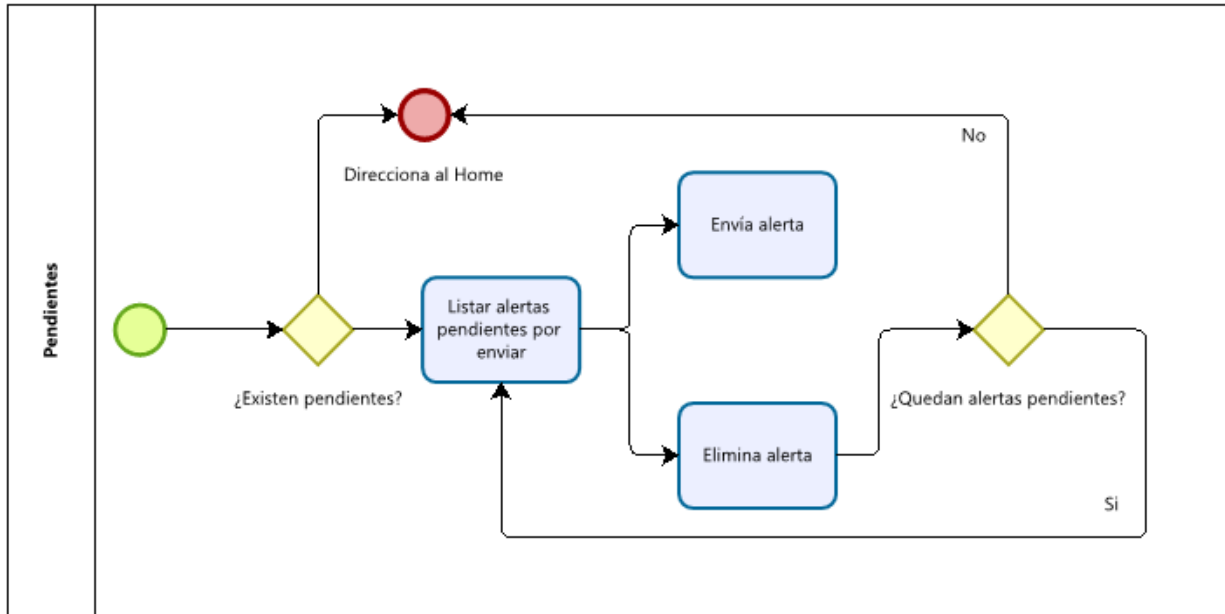 Pendientes
No
Direcciona al Home
Envía alerta
Listar alertas
pendientes por
enviar
¿Existen pendientes?
¿Quedan alertas pendientes?
Elimina alerta
Si